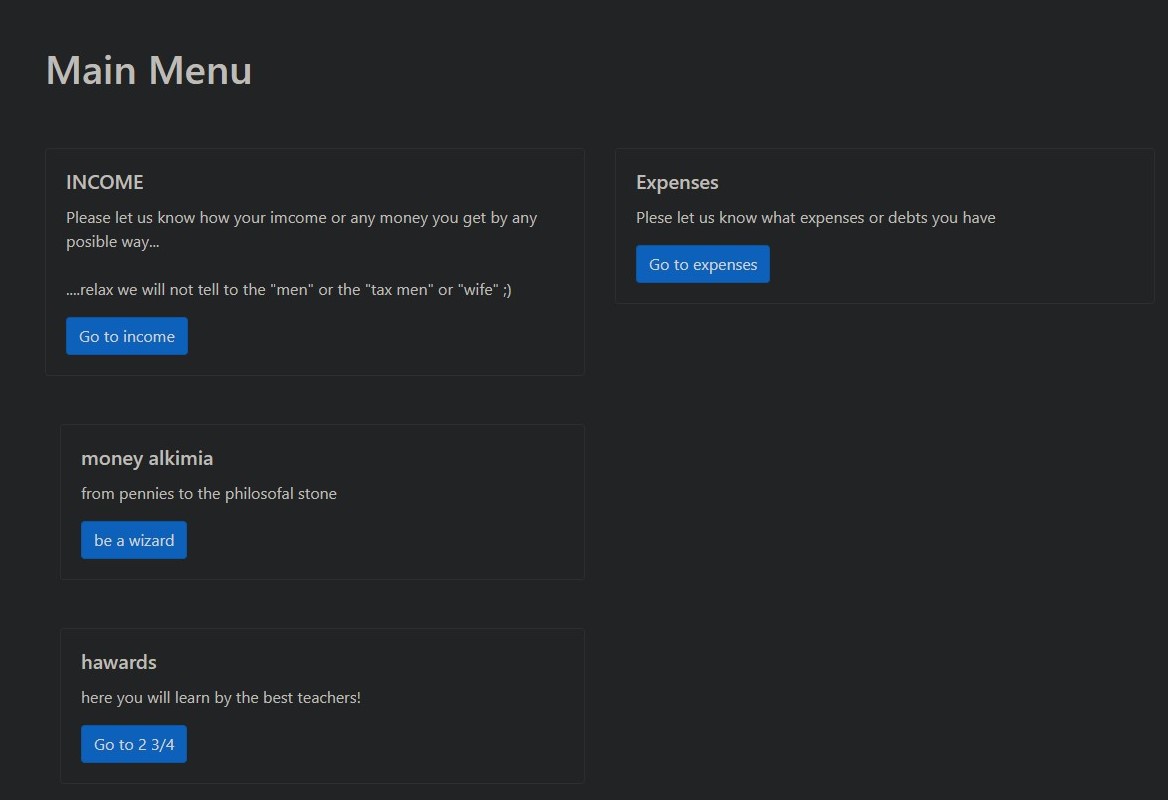 Main Menu
INCOME
Please let us know how your imcome or any money you get by any
posible way...
....relax we will not tell to the "men" or the "tax men" or "wife" ;)
Go to income
Expenses
Plese let us know what expenses or debts you have
Go to expenses
money alkimia
from pennies to the philosofal stone
be a wizard
hawards
here you will learn by the best teachers!
Go to 2 3/4